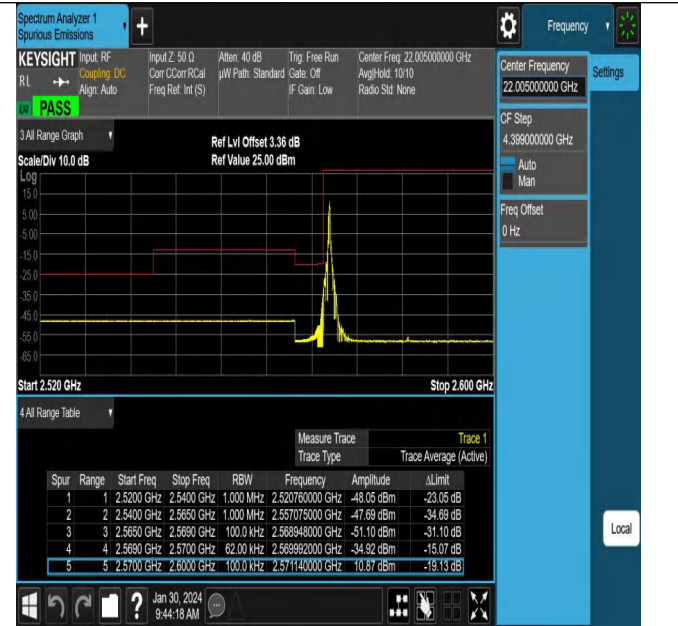 Spectrum Analyzer 1
Spurious Emissions
Frequency
KEYSIGHT
Input: RF
Coupling: DC
Align: Auto
Input Z: 50 Ω
Corr CCorr RCal
Freq Ref: Int (S)
Atten: 40 dB
µW Path: Standard
Trig: Free Run
Gate: Off
IF Gain: Low
Center Freq: 22.005000000 GHz
Avg|Hold: 10/10
Radio Std: None
RL
PASS
Center Frequency
22.005000000 GHz
Settings
CF Step
4.399000000 GHz
Auto
Man
Freq Offset
0 Hz
3 All Range Graph
Ref Lvl Offset 3.36 dB
Scale/Div 10.0 dB
Ref Value 25.00 dBm
Log
15.0
5.00
-5.00
-15.0
-25.0
-35.0
-45.0
-55.0
-65.0
Start 2.520 GHz
Stop 2.600 GHz
4 All Range Table
Measure Trace Trace 1
Trace Type Trace Average (Active)
Spur Range Start Freq Stop Freq RBW Frequency Amplitude ΔLimit
1 1 2.5200 GHz 2.5400 GHz 1.000 MHz 2.520760000 GHz -48.05 dBm -23.05 dB
2 2 2.5400 GHz 2.5650 GHz 1.000 MHz 2.557075000 GHz -47.69 dBm -34.69 dB
3 3 2.5650 GHz 2.5690 GHz 100.0 kHz 2.568948000 GHz -51.10 dBm -31.10 dB
4 4 2.5690 GHz 2.5700 GHz 62.00 kHz 2.569992000 GHz -34.92 dBm -15.07 dB
5 5 2.5700 GHz 2.6000 GHz 100.0 kHz 2.571140000 GHz 10.87 dBm -19.13 dB
Local
Jan 30, 2024
9:44:18 AM